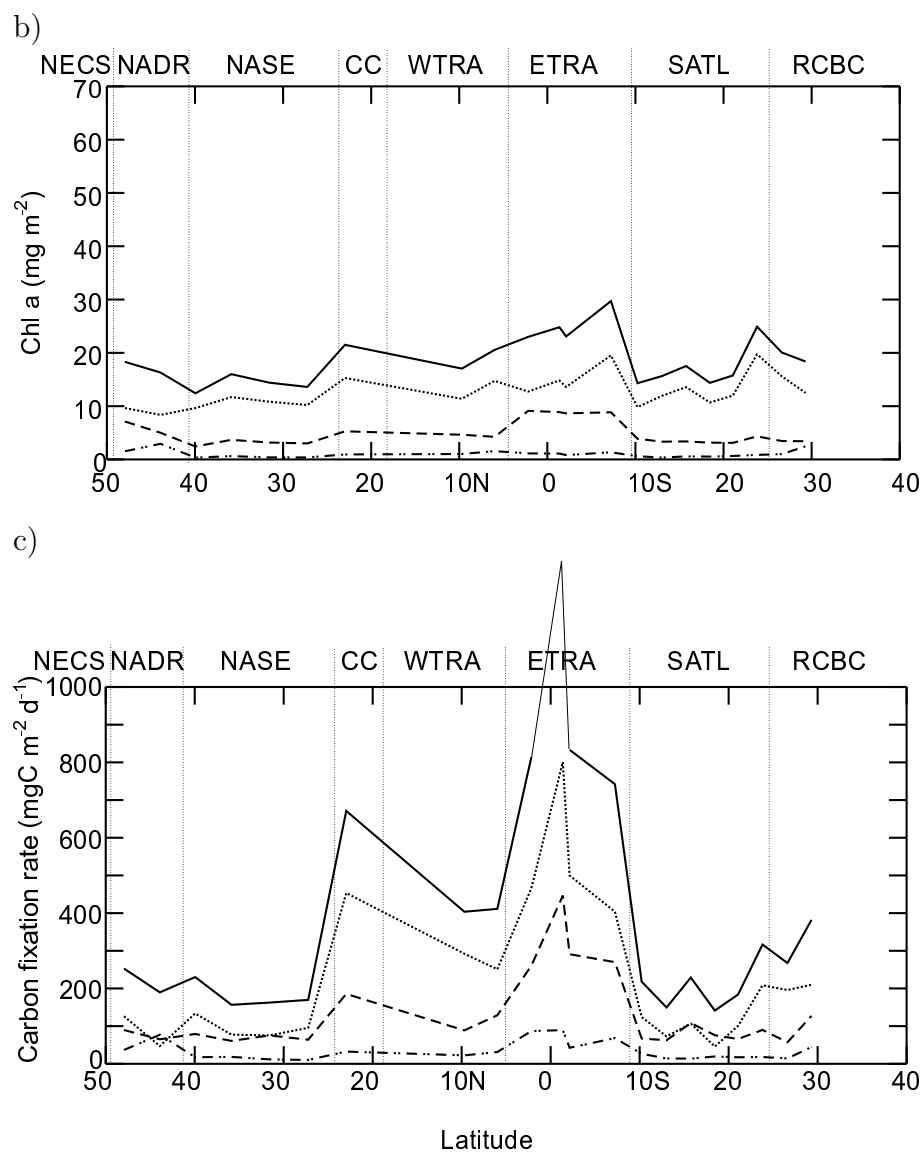 b)
NECS NADR NASE CC WTRA ETRA SATL RCBC
70
60
50
40
30
20
10
0
Chl a (mg m-2)
50 40 30 20 10N 0 10S 20 30 40
c)
NECS NADR NASE CC WTRA ETRA SATL RCBC
1000
800
600
400
200
0
Carbon fixation rate (mgC m-2 d-1)
50 40 30 20 10N 0 10S 20 30 40
Latitude